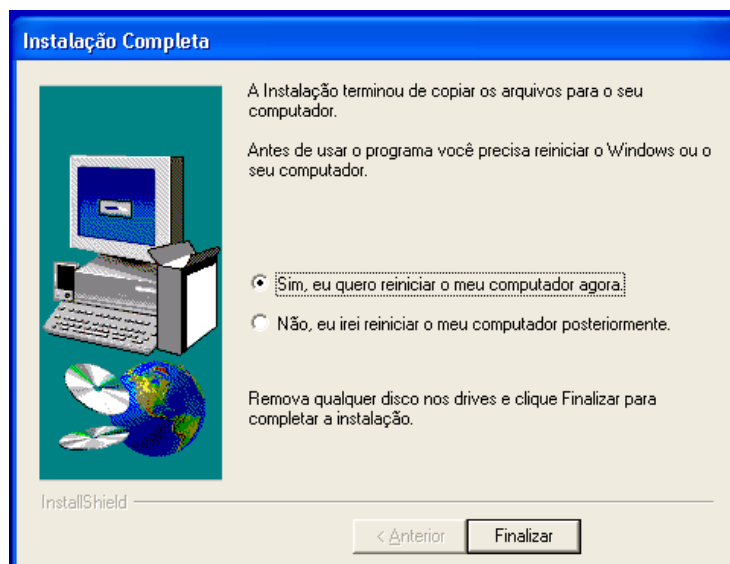 Instalação Completa
A Instalação terminou de copiar os arquivos para o seu
computador.
Antes de usar o programa você precisa reiniciar o Windows ou o
seu computador.
Sim, eu quero reiniciar o meu computador agora.
Não, eu irei reiniciar o meu computador posteriormente.
Remova qualquer disco nos drives e clique Finalizar para
completar a instalação.
InstallShield
< Anterior
Finalizar